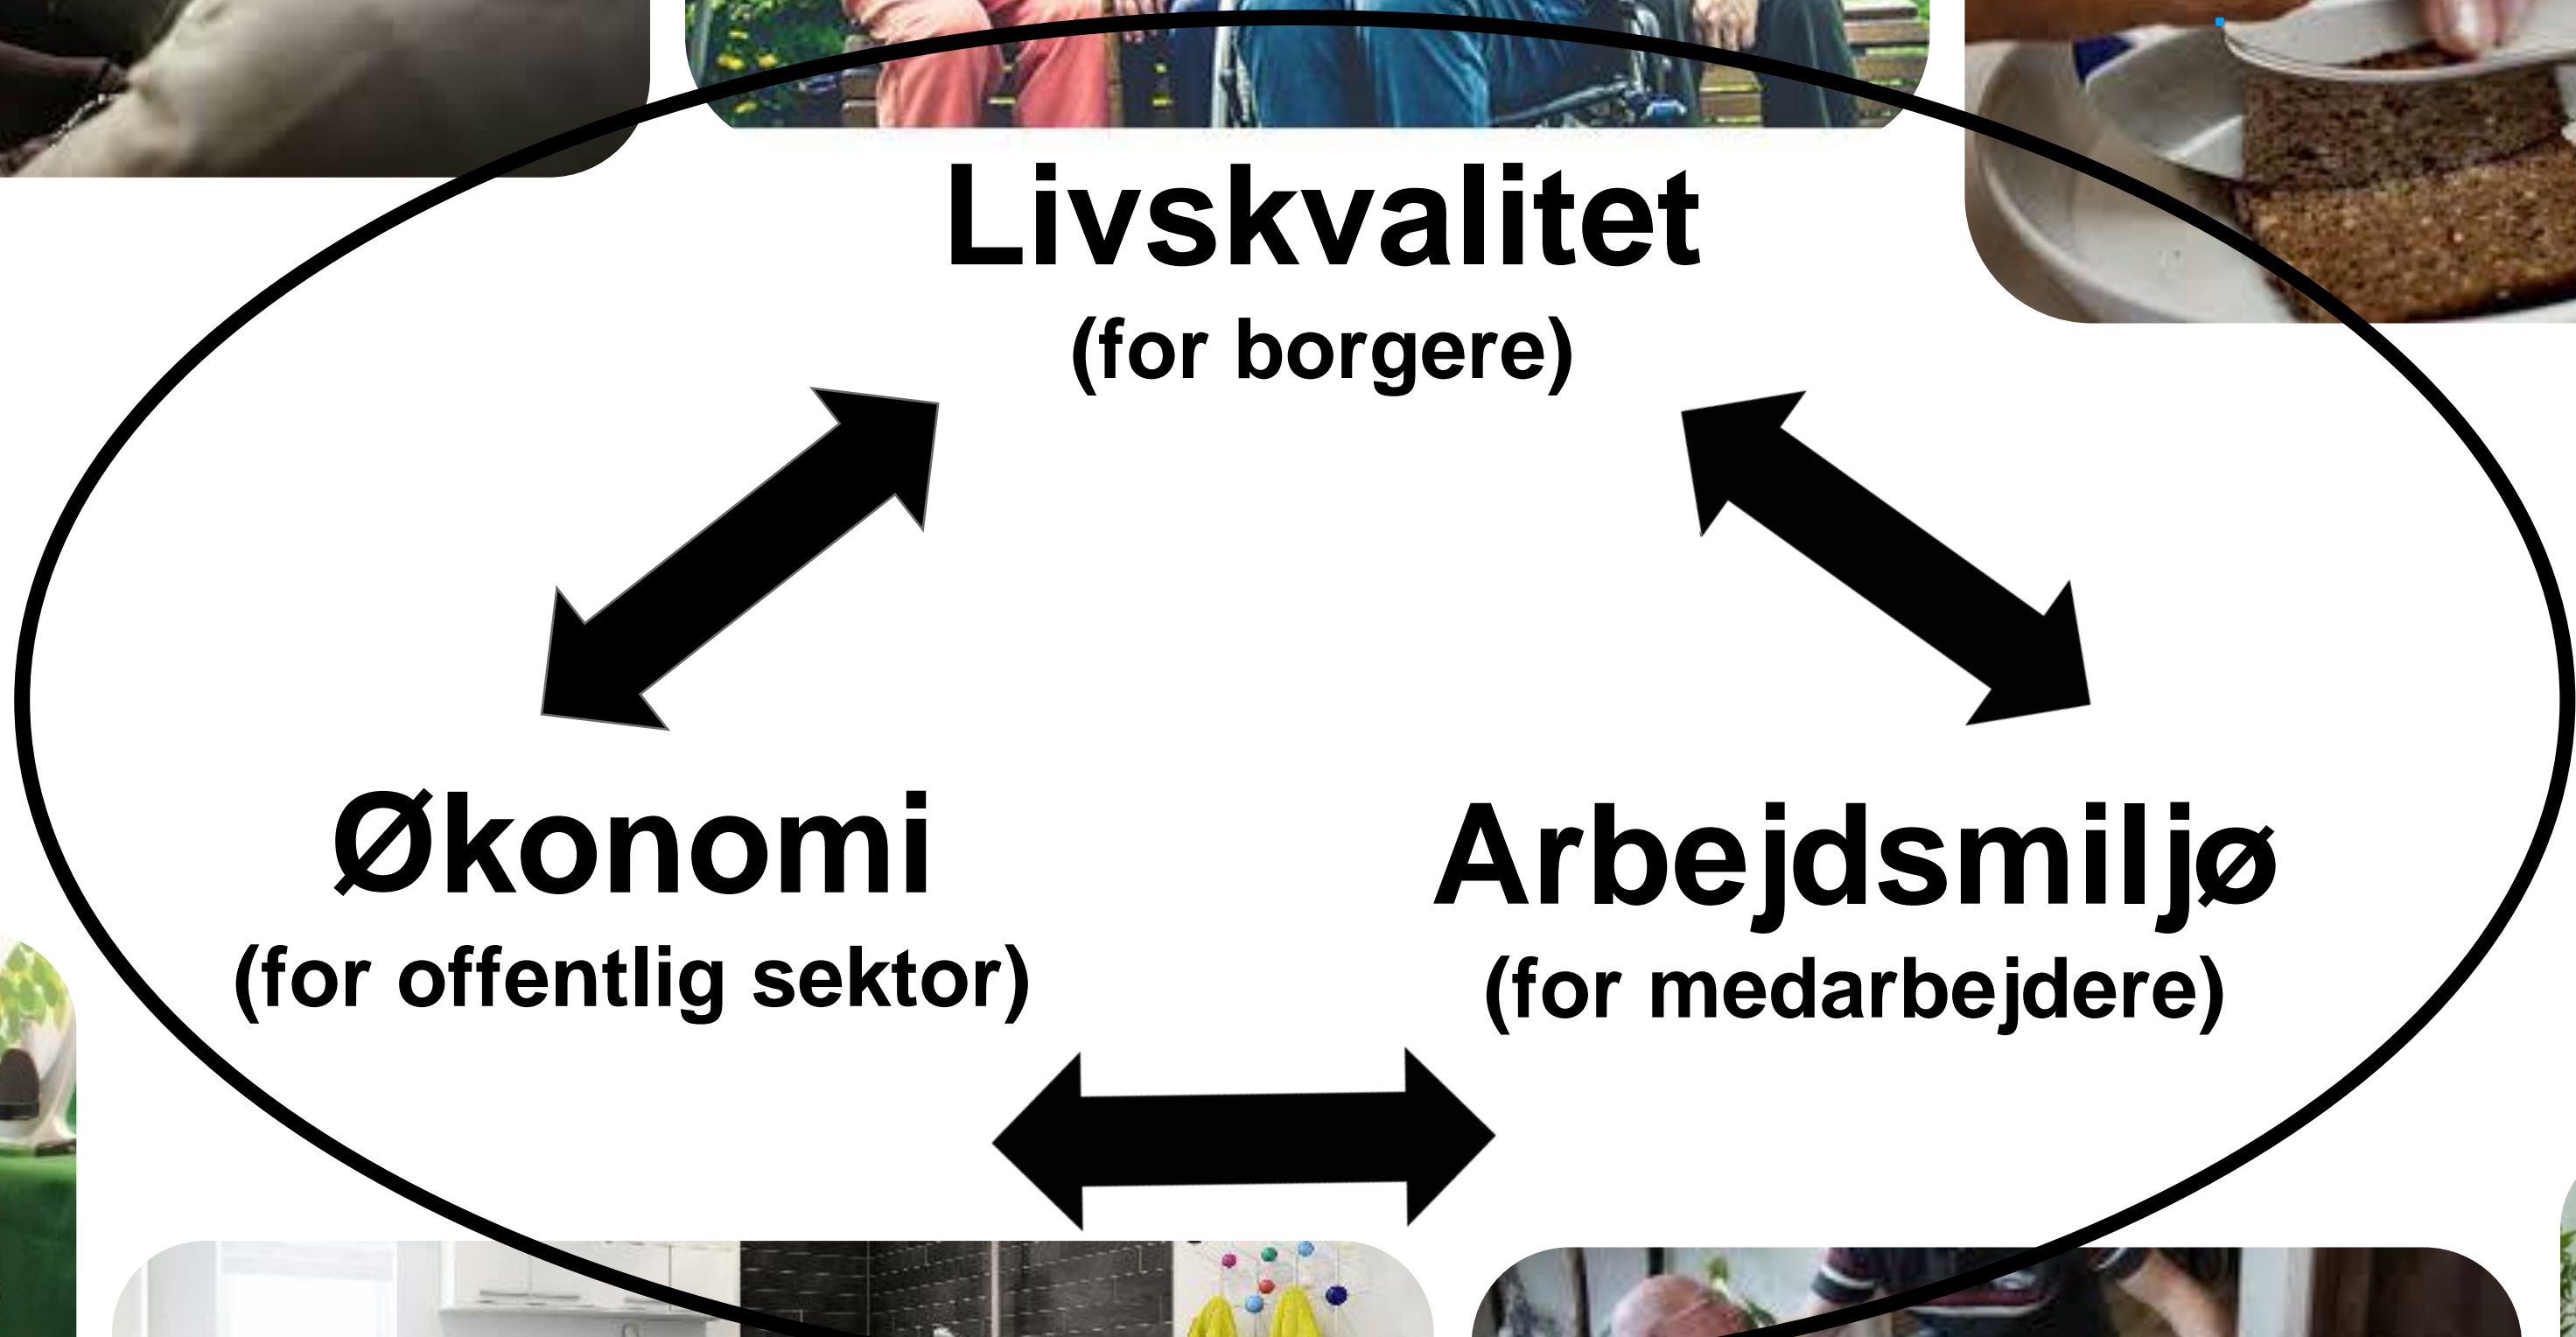 Livskvalitet
(for borgere)
Økonomi
(for offentlig sektor)
Arbejdsmiljø
(for medarbejdere)